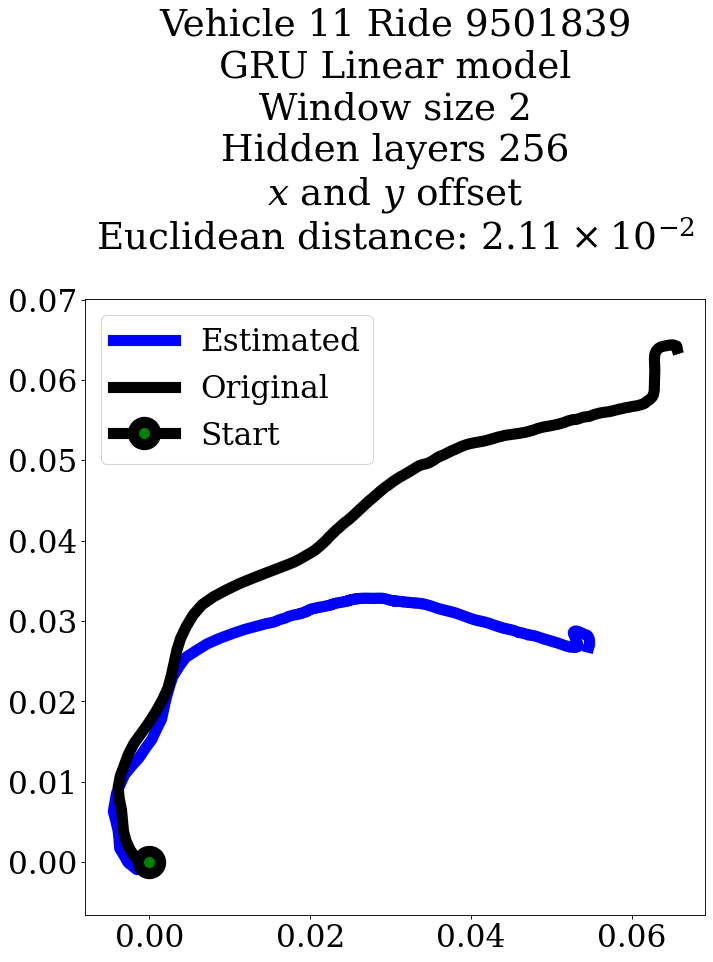 Vehicle 11 Ride 9501839
GRU Linear model
Window size 2
Hidden layers 256
x and y offset
Euclidean distance: 2.11 × 10⁻²
0.07
Estimated
0.06
Original
Start
0.05
0.04
0.03
0.02
0.01
0.00
0.00 0.02 0.04 0.06